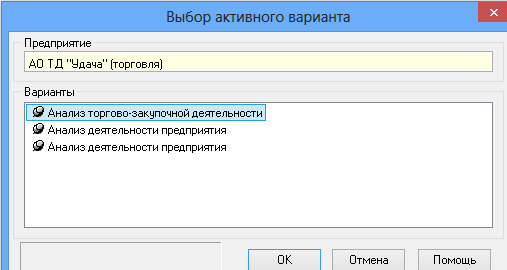 Выбор активного варианта
Предприятие
АО ТД "Удача" (торговля)
Варианты
Анализ торгово-закупочной деятельности
Анализ деятельности предприятия
Анализ деятельности предприятия
OK
Отмена
Помощь